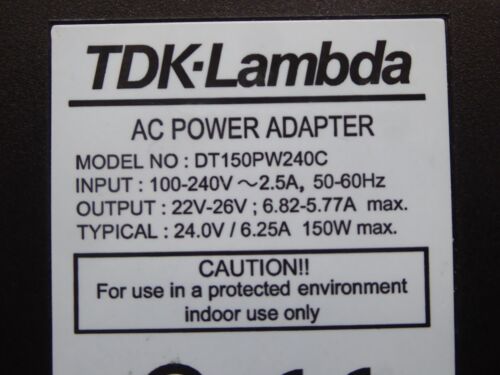 TDK·Lambda
AC POWER ADAPTER
MODEL NO : DT150PW240C
INPUT : 100-240V ～2.5A, 50-60Hz
OUTPUT : 22V-26V ; 6.82-5.77A max.
TYPICAL : 24.0V / 6.25A 150W max.
CAUTION!!
For use in a protected environment
indoor use only